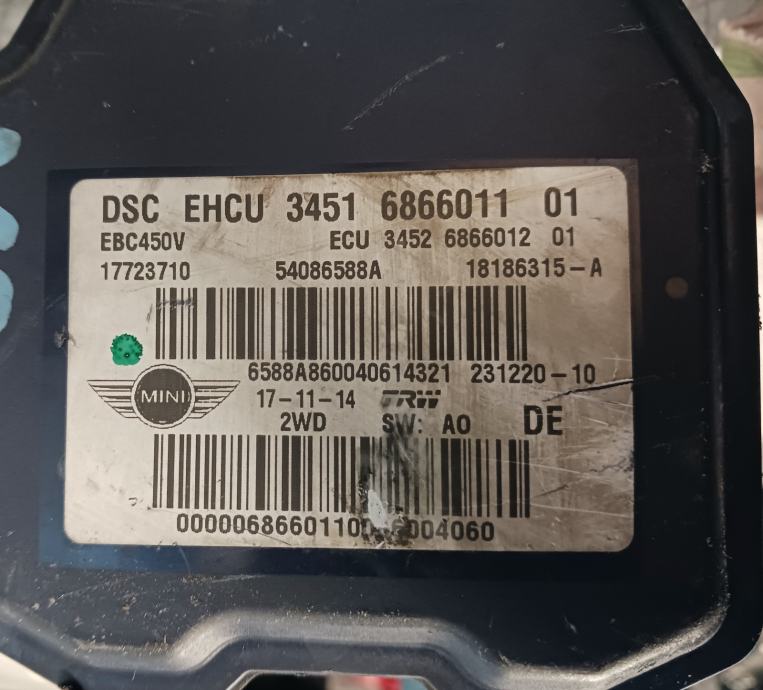 DSC EHCU 3451 6866011 01
EBC450V ECU 3452 6866012 01
17723710 54086588A 18186315-A
6588A860040614321 231220-10
MINI 17-11-14 TRW
2WD SW: A0 DE